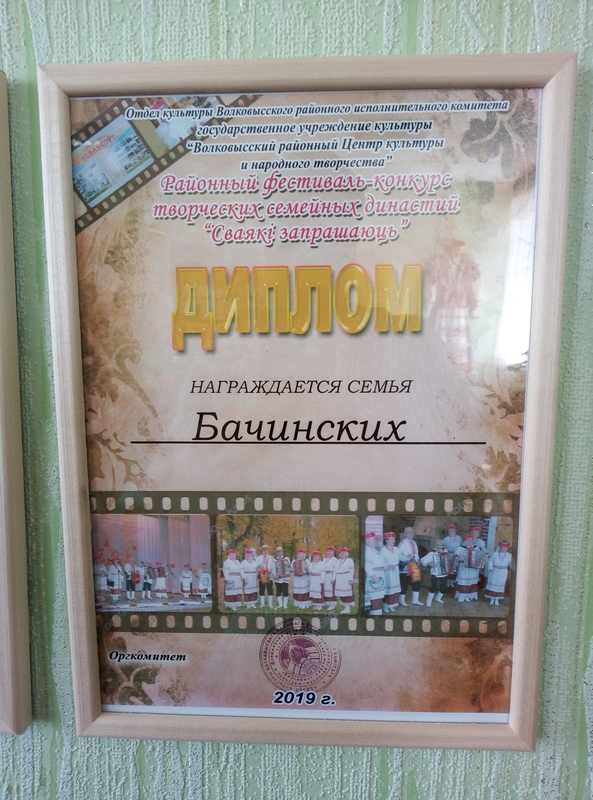 Отдел культуры Волковысского районного исполнительного комитета
государственное учреждение культуры
"Волковысский районный Центр культуры
и народного творчества"
Районный фестиваль-конкурс
творческих семейных династий
"Сваякі запрашаюць"
ДИПЛОМ
НАГРАЖДАЕТСЯ СЕМЬЯ
Бачинских
Оргкомитет
2019 г.